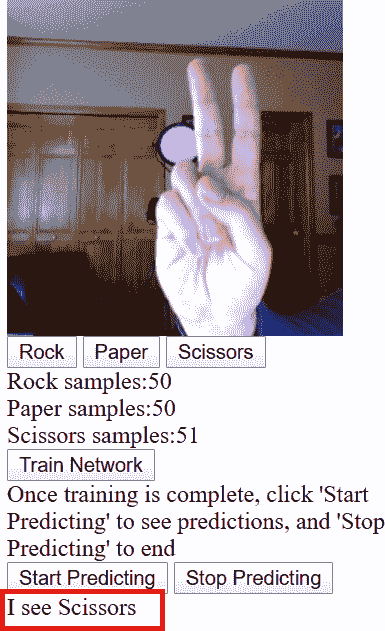 Rock Paper Scissors
Rock samples:50
Paper samples:50
Scissors samples:51
Train Network
Once training is complete, click 'Start
Predicting' to see predictions, and 'Stop
Predicting' to end
Start Predicting Stop Predicting
I see Scissors